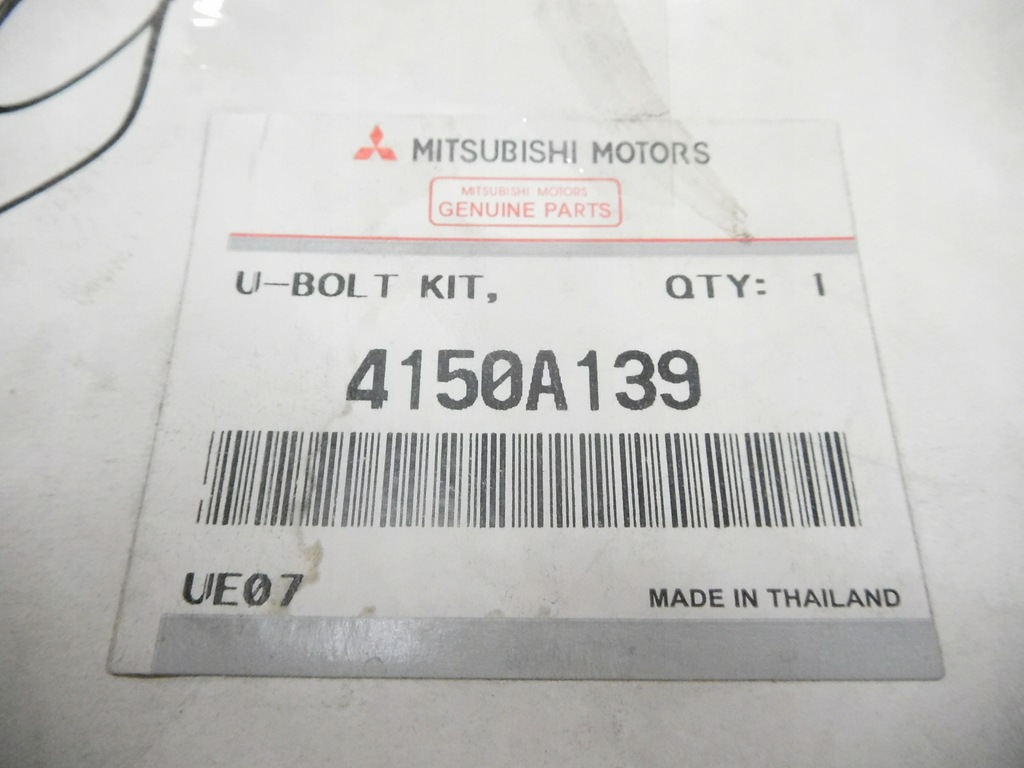 MITSUBISHI MOTORS
MITSUBISHI MOTORS
GENUINE PARTS
U-BOLT KIT, QTY: 1
4150A139
UE07 MADE IN THAILAND